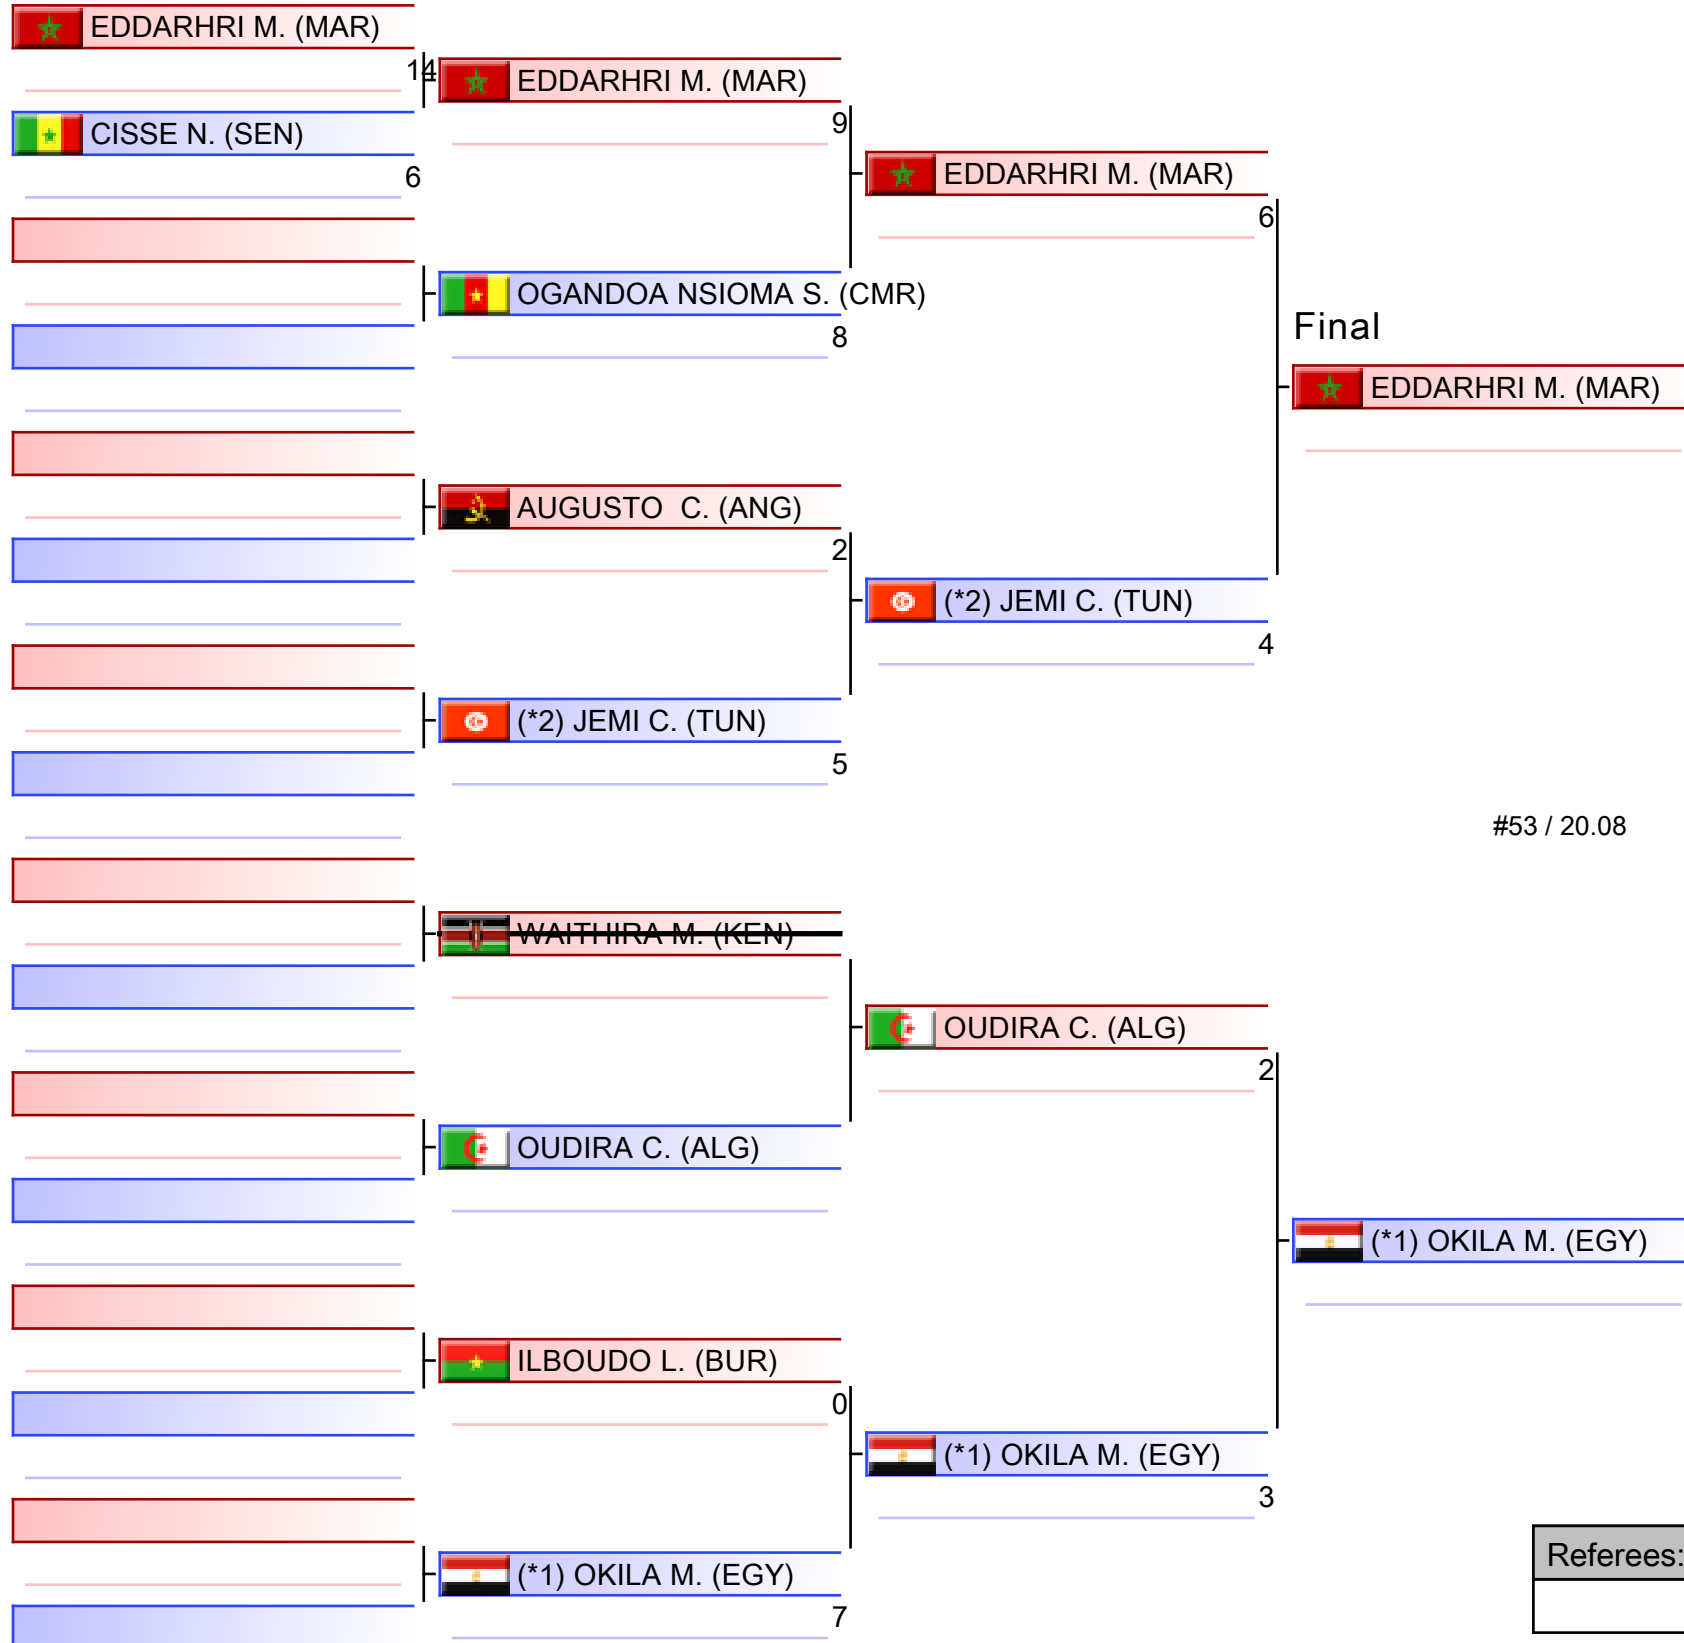 EDDARHRI M. (MAR)
14
CISSE N. (SEN)
6
EDDARHRI M. (MAR)
9
OGANDOA NSIOMA S. (CMR)
8
AUGUSTO C. (ANG)
2
(*2) JEMI C. (TUN)
5
WAITHIRA M. (KEN)
OUDIRA C. (ALG)
ILBOUDO L. (BUR)
0
(*1) OKILA M. (EGY)
7
EDDARHRI M. (MAR)
6
(*2) JEMI C. (TUN)
4
OUDIRA C. (ALG)
2
(*1) OKILA M. (EGY)
3
Final
EDDARHRI M. (MAR)
#53 / 20.08
(*1) OKILA M. (EGY)
Referees: